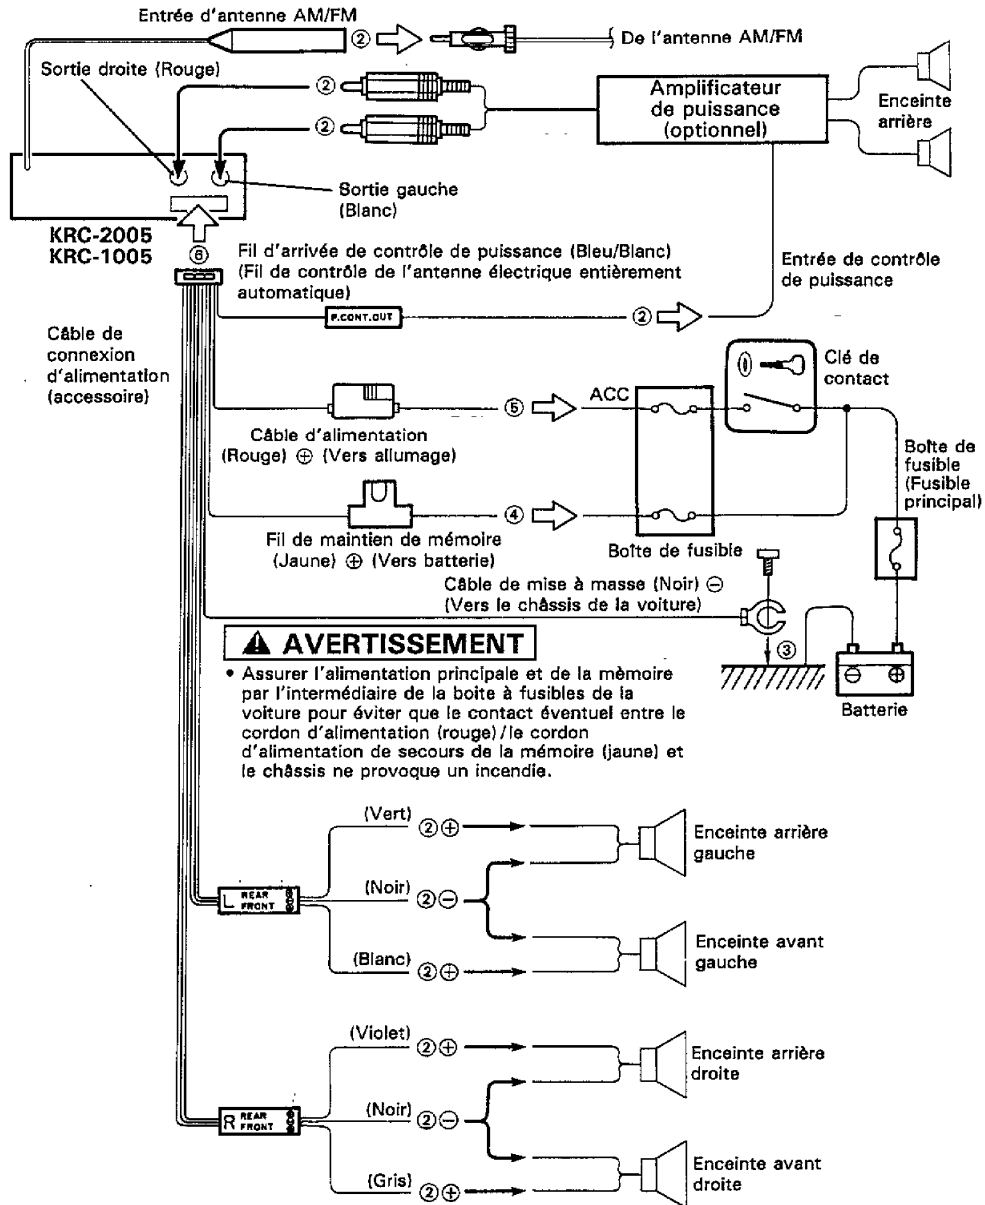 Entrée d'antenne AM/FM
②
De l'antenne AM/FM
Sortie droite (Rouge)
②
②
Amplificateur
de puissance
(optionnel)
Enceinte
arrière
Sortie gauche
(Blanc)
KRC-2005
KRC-1005
⑥
Fil d'arrivée de contrôle de puissance (Bleu/Blanc)
(Fil de contrôle de l'antenne électrique entièrement
automatique)
Entrée de contrôle
de puissance
P.CONT.OUT
②
Câble de
connexion
d'alimentation
(accessoire)
Clé de
contact
⑤
ACC
Câble d'alimentation
(Rouge) ⊕ (Vers allumage)
Boîte de
fusible
(Fusible
principal)
④
Fil de maintien de mémoire
(Jaune) ⊕ (Vers batterie)
Boîte de fusible
Câble de mise à masse (Noir) ⊖
(Vers le châssis de la voiture)
③
⊖ ⊕
Batterie
AVERTISSEMENT
• Assurer l'alimentation principale et de la mèmoire
par l'intermédiaire de la boite à fusibles de la
voiture pour éviter que le contact éventuel entre le
cordon d'alimentation (rouge)/le cordon
d'alimentation de secours de la mémoire (jaune) et
le châssis ne provoque un incendie.
(Vert)
②⊕
Enceinte arrière
gauche
L REAR
FRONT
(Noir)
②⊖
(Blanc)
②⊕
Enceinte avant
gauche
(Violet)
②⊕
Enceinte arrière
droite
R REAR
FRONT
(Noir)
②⊖
(Gris)
②⊕
Enceinte avant
droite